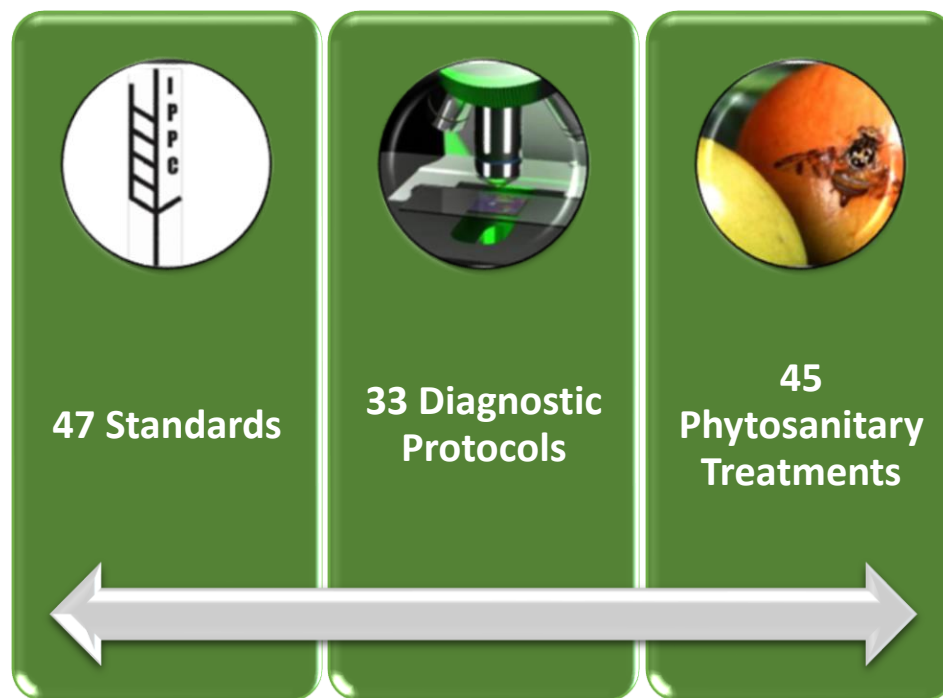 IPPC
47 Standards
33 Diagnostic
Protocols
45
Phytosanitary
Treatments